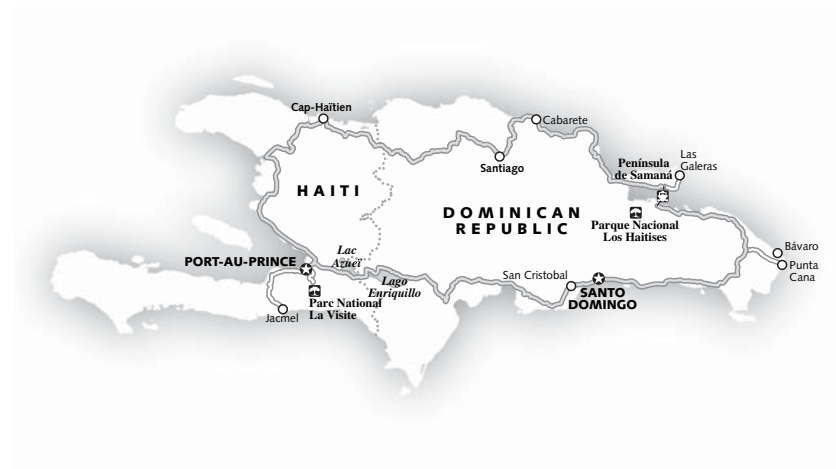 Cap-Haïtien
Cabarete
Santiago
Península
de Samaná
Las
Galeras
HAITI
DOMINICAN
REPUBLIC
Parque Nacional
Los Haitises
Bávaro
Punta
Cana
Lac
Azueï
PORT-AU-PRINCE
Lago
Enriquillo
San Cristobal
SANTO
DOMINGO
Parc National
La Visite
Jacmel